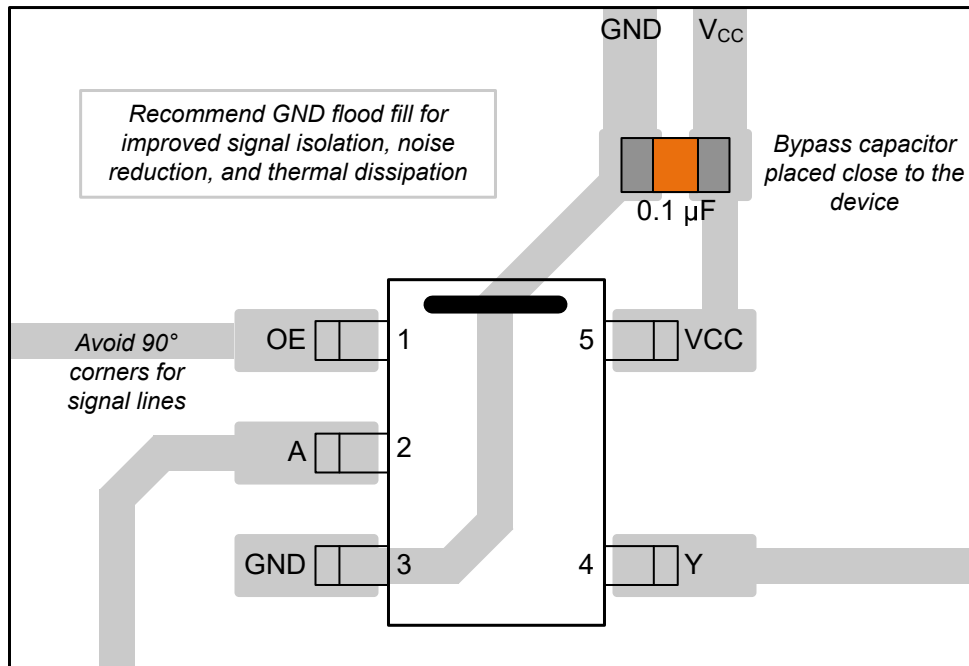 GND
VCC
Recommend GND flood fill for
improved signal isolation, noise
reduction, and thermal dissipation
Bypass capacitor
placed close to the
device
0.1 µF
OE
1
5
VCC
Avoid 90°
corners for
signal lines
A
2
GND
3
4
Y